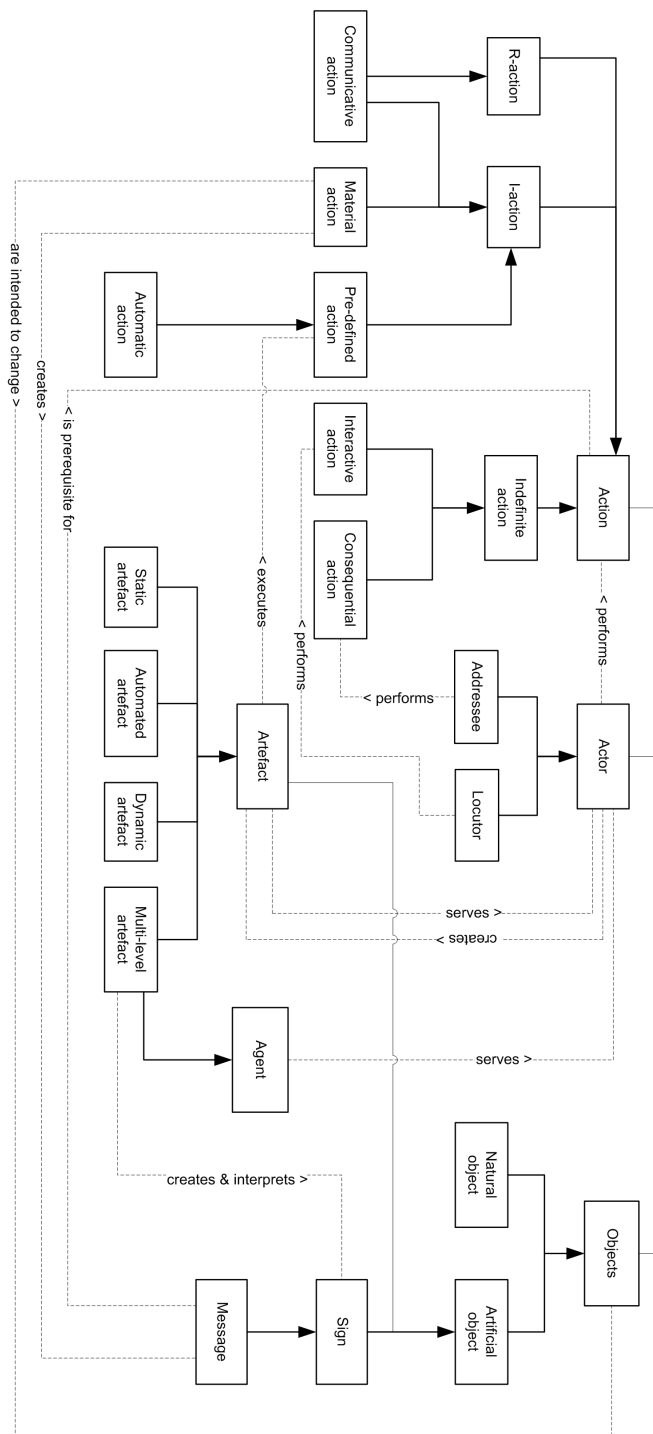 Action
< performs
Actor
Objects
R-action
I-action
Indefinite
action
Addressee
Locutor
Natural
object
Artificial
object
serves >
creates >
serves >
< performs
Communicative
action
Material
action
Pre-defined
action
Interactive
action
Consequential
action
Sign
< performs
< executes
Artefact
Agent
creates & interprets >
Message
Automatic
action
Static
artefact
Automated
artefact
Dynamic
artefact
Multi-level
artefact
< is prerequisite for
creates >
are intended to change >